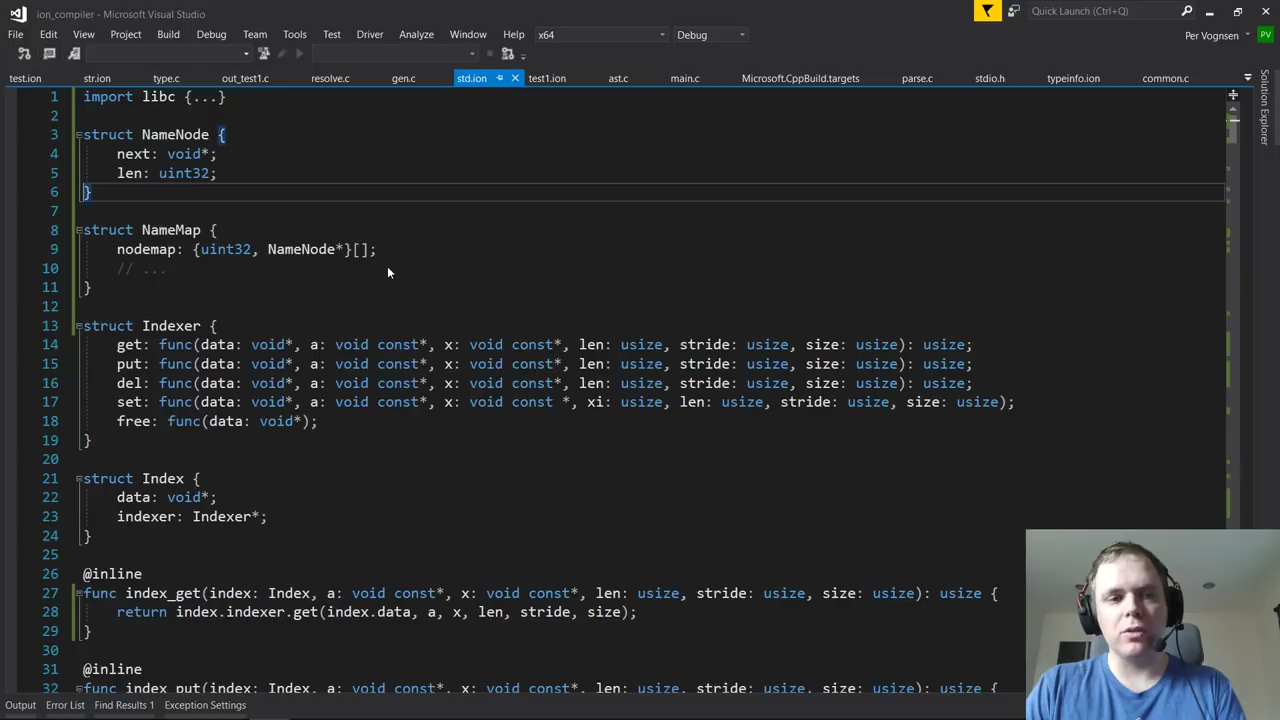 ion_compiler - Microsoft Visual Studio
Quick Launch (Ctrl+Q)
File Edit View Project Build Debug Team Tools Test Driver Analyze Window Help x64 Debug Per Vognsen PV
test.ion str.ion type.c out_test1.c resolve.c gen.c std.ion test1.ion ast.c main.c Microsoft.CppBuild.targets parse.c stdio.h typeinfo.ion common.c
Solution Explorer
1 import libc {...}
2
3 struct NameNode {
4 next: void*;
5 len: uint32;
6 }
7
8 struct NameMap {
9 nodemap: {uint32, NameNode*}[];
10 // ...
11 }
12
13 struct Indexer {
14 get: func(data: void*, a: void const*, x: void const*, len: usize, stride: usize, size: usize): usize;
15 put: func(data: void*, a: void const*, x: void const*, len: usize, stride: usize, size: usize): usize;
16 del: func(data: void*, a: void const*, x: void const*, len: usize, stride: usize, size: usize): usize;
17 set: func(data: void*, a: void const*, x: void const *, xi: usize, len: usize, stride: usize, size: usize);
18 free: func(data: void*);
19 }
20
21 struct Index {
22 data: void*;
23 indexer: Indexer*;
24 }
25
26 @inline
27 func index_get(index: Index, a: void const*, x: void const*, len: usize, stride: usize, size: usize): usize {
28 return index.indexer.get(index.data, a, x, len, stride, size);
29 }
30
31 @inline
32 func index_put(index: Index, a: void const*, x: void const*, len: usize, stride: usize, size: usize): usize {
Output Error List Find Results 1 Exception Settings